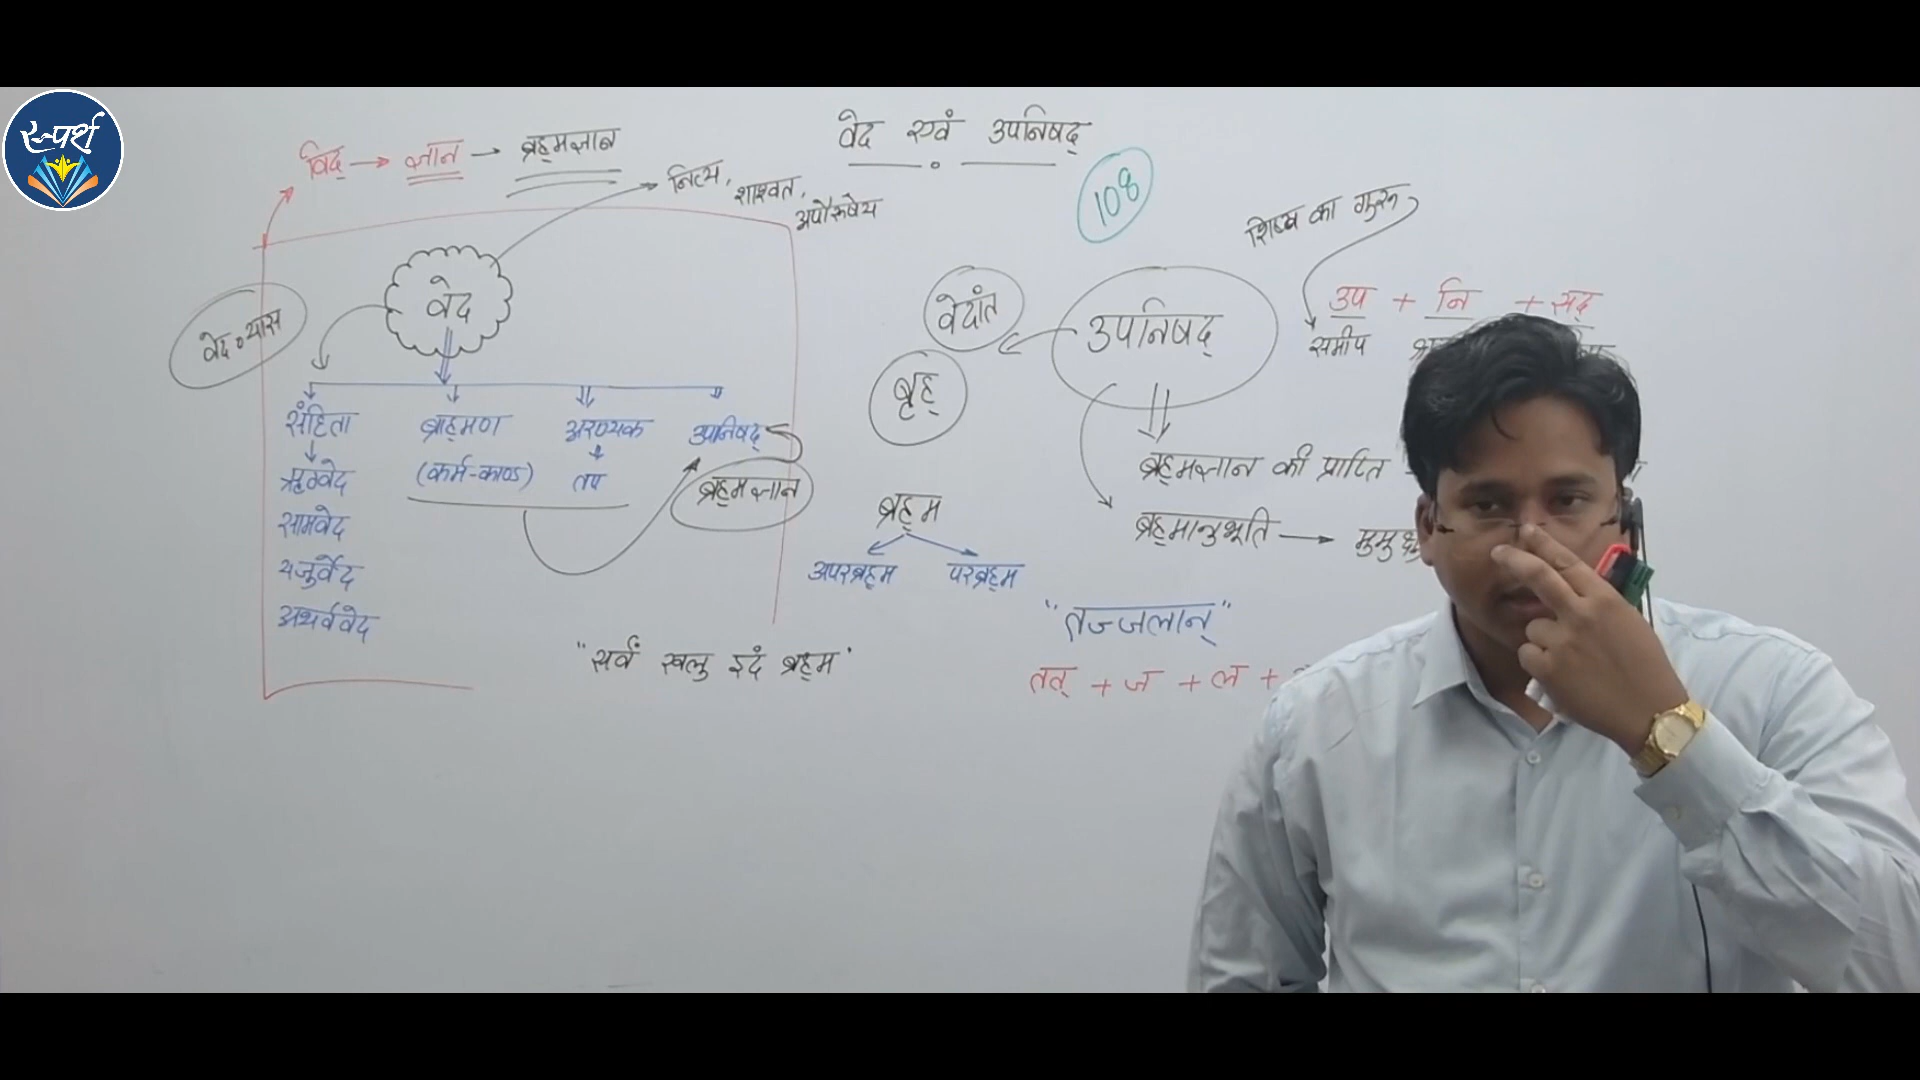 स्पर्श
वेद एवं उपनिषद्
विद् → ज्ञान → ब्रह्मज्ञान
नित्य, शाश्वत,
अपौरूषेय
108
शिष्य का गुरू
वेद
वेदव्यास
संहिता ब्राह्मण अरण्यक उपनिषद्
ऋग्वेद (कर्म-काण्ड) तप ब्रह्मज्ञान
सामवेद
यजुर्वेद
अथर्ववेद
वेदांत
उपनिषद्
उप + नि + सद्
समीप
बृह्
ब्रह्मज्ञान की प्राप्ति
ब्रह्म
ब्रह्मानुभूति →
अपरब्रह्म परब्रह्म
"तज्जलान्"
"सर्वं खलु इदं ब्रह्म"
तत् + ज + ल +